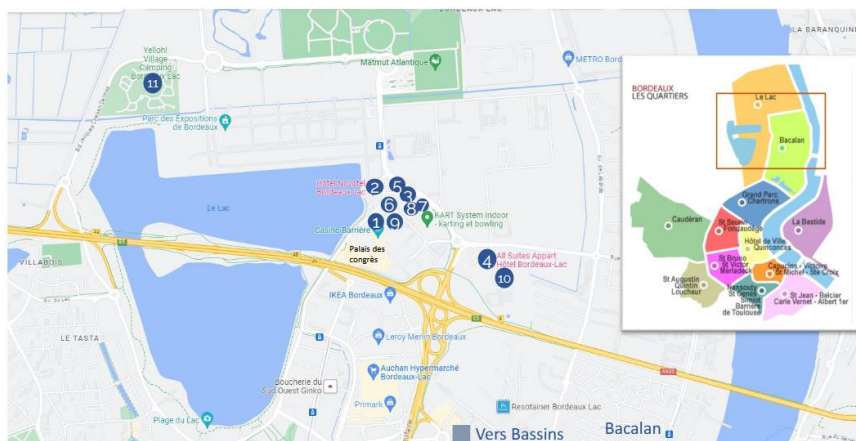 LA BARANQUINE
Yelloh!
Village
Camping
Bordeaux Lac
11
Matmut Atlantique
METRO Bord
Parc des Expositions
de Bordeaux
Hôtel Novotel
Bordeaux-Lac
2
5
3
6
8
7
KART System Indoor
- karting et bowling
1
9
Casino Barrière
Le Lac
Palais des
congrès
4
All Suites Appart
Hôtel Bordeaux-Lac
10
VILLABOIS
IKEA Bordeaux
Leroy Merlin Bordeaux
LE TASTA
Auchan Hypermarché
Bordeaux-Lac
Boucherie du
Sud-Ouest Ginko
Primark
Plage du Lac
Resotainer Bordeaux Lac
Vers Bassins
Bacalan
BORDEAUX
LES QUARTIERS
Le Lac
Bacalan
Grand Parc
Chartrons
Caudéran
St Seurin
Fondaudège
La Bastide
Hôtel de Ville
Quinconces
St Bruno
St Victor
Meriadeck
Capucins - Victoire
St Michel - Ste Croix
St Augustin
Quintin
Loucheur
Nansouty
St Genès
Simiot
Barrière
de Toulouse
St Jean - Belcier
Carle Vernet - Albert 1er